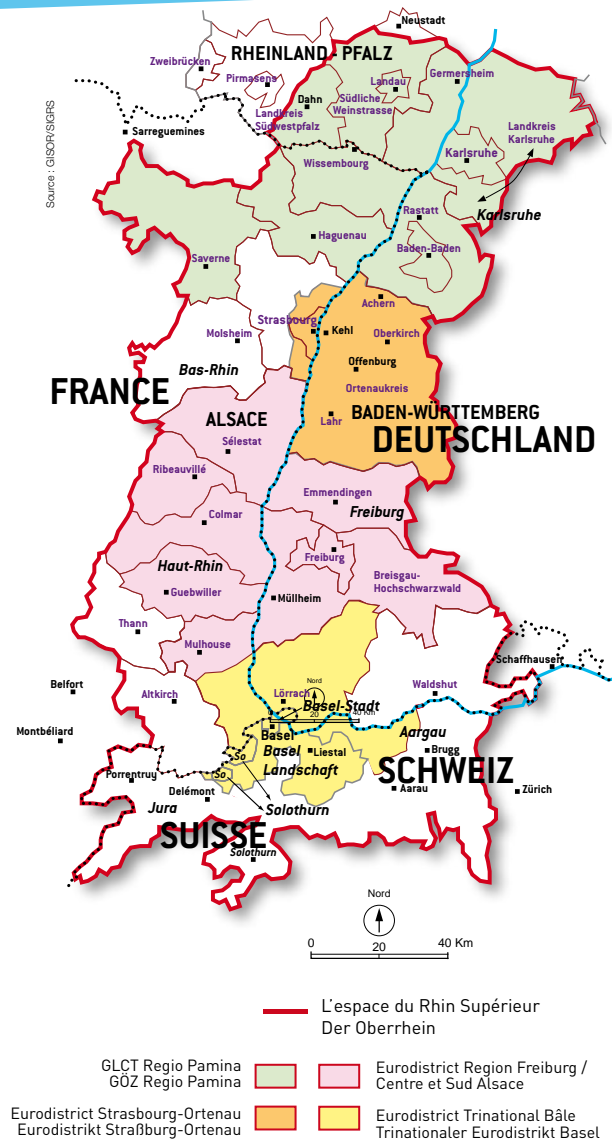 Neustadt
RHEINLAND - PFALZ
Zweibrücken
Pirmasens
Landau
Germersheim
Dahn
Südliche
Weinstrasse
Landkreis
Südwestpfalz
Landkreis
Karlsruhe
Sarreguemines
Source : GISOR/SIGRS
Karlsruhe
Wissembourg
Rastatt
Karlsruhe
Haguenau
Baden-Baden
Saverne
Achern
Strasbourg
Kehl
Oberkirch
Molsheim
Offenburg
Bas-Rhin
FRANCE
Ortenaukreis
ALSACE
Lahr
BADEN-WÜRTTEMBERG
DEUTSCHLAND
Sélestat
Ribeauvillé
Emmendingen
Freiburg
Colmar
Freiburg
Haut-Rhin
Breisgau-
Hochschwarzwald
Guebwiller
Müllheim
Thann
Mulhouse
Schaffhausen
Nord
Belfort
Altkirch
Lörrach
Waldshut
Basel-Stadt
0 20 40 Km
Montbéliard
Basel
Aargau
Basel
Landschaft
Liestal
Brugg
So
SCHWEIZ
So
Porrentruy
Delémont
Aarau
Zürich
Jura
Solothurn
SUISSE
Solothurn
Nord
0 20 40 Km
L'espace du Rhin Supérieur
Der Oberrhein
GLCT Regio Pamina
GÖZ Regio Pamina
Eurodistrict Region Freiburg /
Centre et Sud Alsace
Eurodistrict Strasbourg-Ortenau
Eurodistrikt Straßburg-Ortenau
Eurodistrict Trinational Bâle
Trinationaler Eurodistrikt Basel